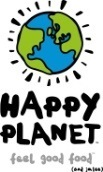 HAPPY
PLANET
feel good food
(and juice)